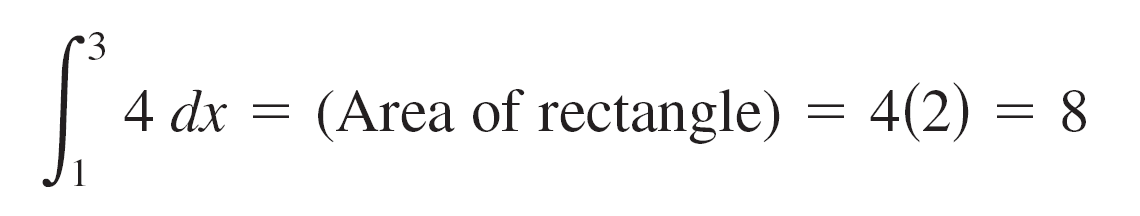 ∫₁³ 4 dx = (Area of rectangle) = 4(2) = 8